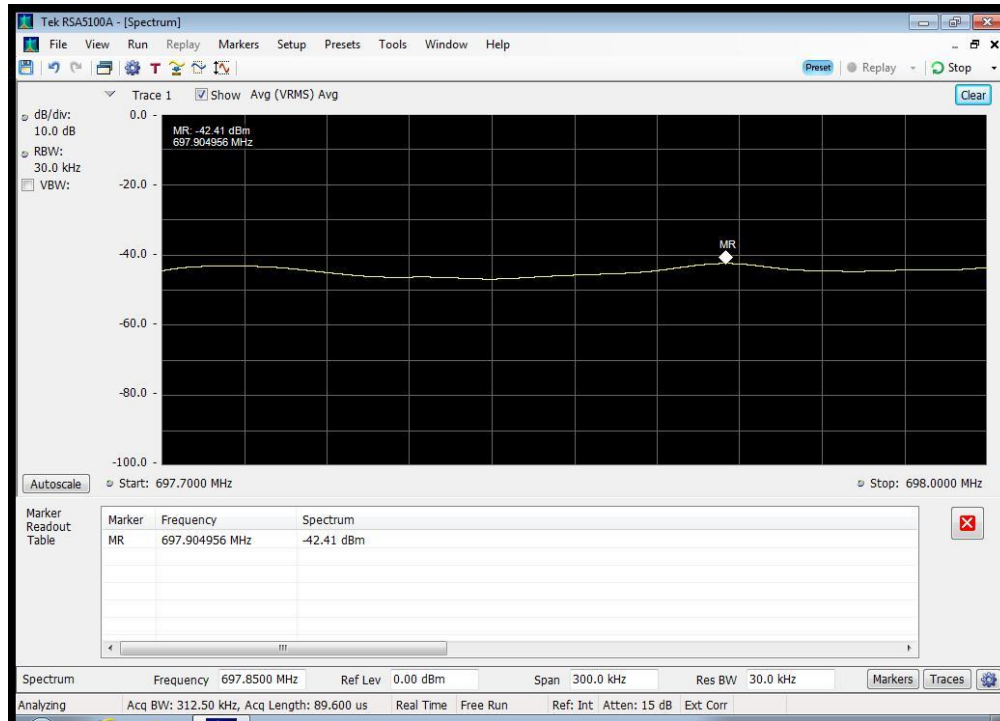 Tek RSA5100A - [Spectrum]
File View Run Replay Markers Setup Presets Tools Window Help
T Preset Replay Stop
Trace 1 Show Avg (VRMS) Avg Clear
dB/div:
10.0 dB
RBW:
30.0 kHz
VBW:
0.0
MR: -42.41 dBm
697.904956 MHz
-20.0
MR
-40.0
-60.0
-80.0
-100.0
Autoscale Start: 697.7000 MHz Stop: 698.0000 MHz
Marker
Readout
Table
Marker Frequency Spectrum
MR 697.904956 MHz -42.41 dBm
Spectrum Frequency 697.8500 MHz Ref Lev 0.00 dBm Span 300.0 kHz Res BW 30.0 kHz Markers Traces
Analyzing Acq BW: 312.50 kHz, Acq Length: 89.600 us Real Time Free Run Ref: Int Atten: 15 dB Ext Corr